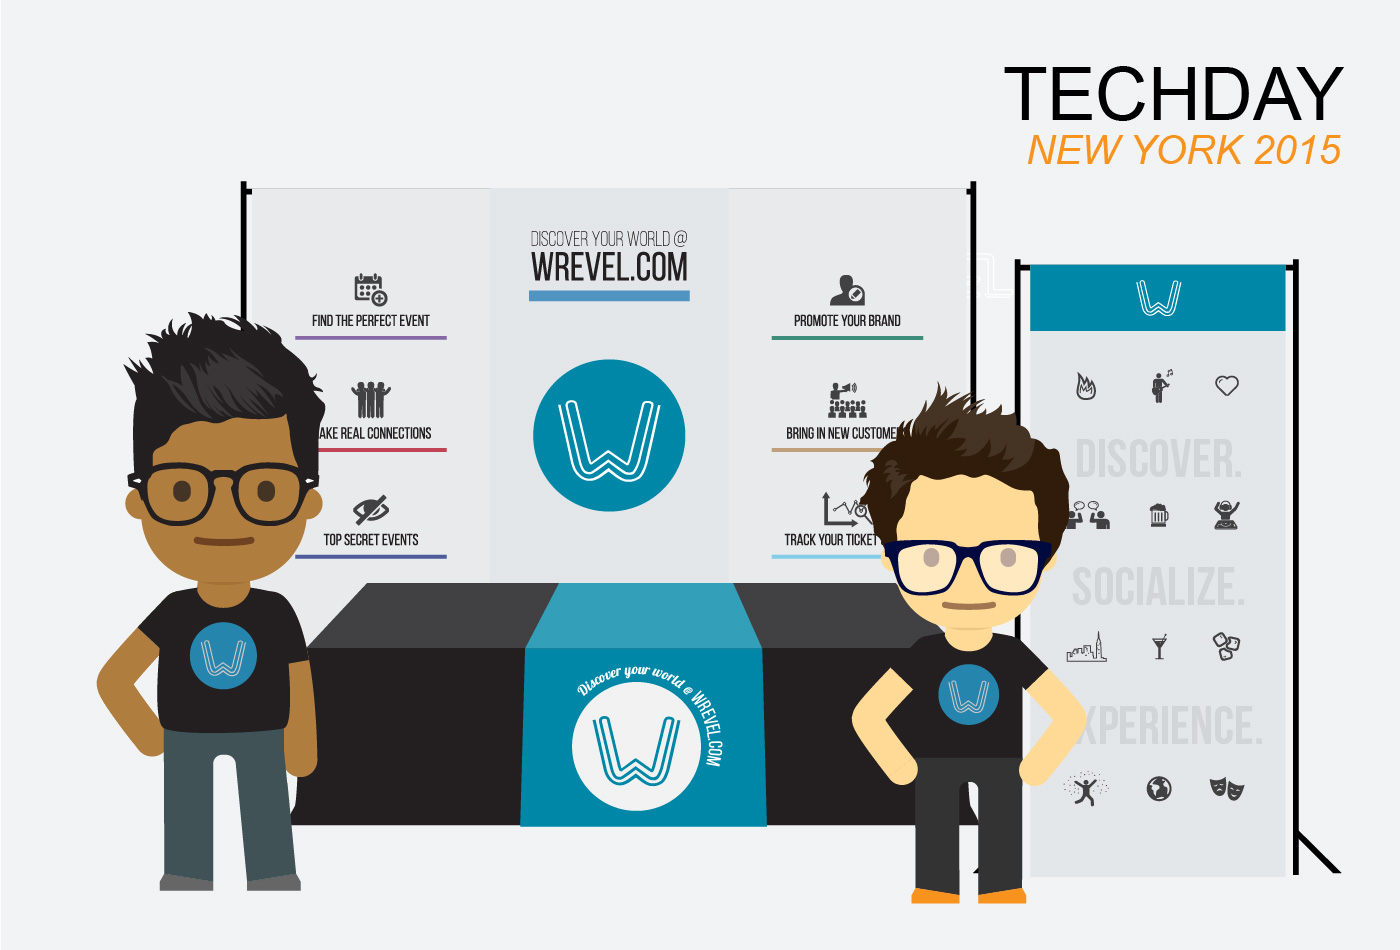 TECHDAY
NEW YORK 2015
DISCOVER YOUR WORLD @
WREVEL.COM
FIND THE PERFECT EVENT
AKE REAL CONNECTIONS
TOP SECRET EVENTS
PROMOTE YOUR BRAND
BRING IN NEW CUSTOME
TRACK YOUR TICKET
W
Discover your world @ WREVEL.COM
W
W
W
W
DISCOVER.
SOCIALIZE.
XPERIENCE.